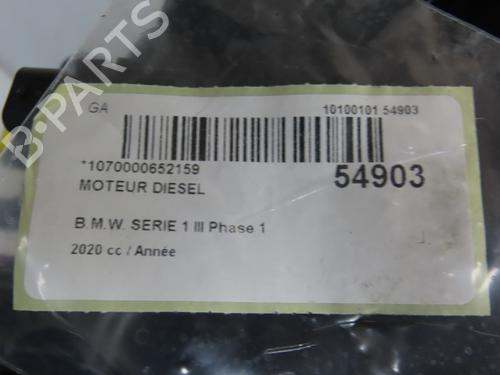 B-PARTS
GA
10100101 54903
*1070000652159
54903
MOTEUR DIESEL
B.M.W. SERIE 1 III Phase 1
2020 cc / Année